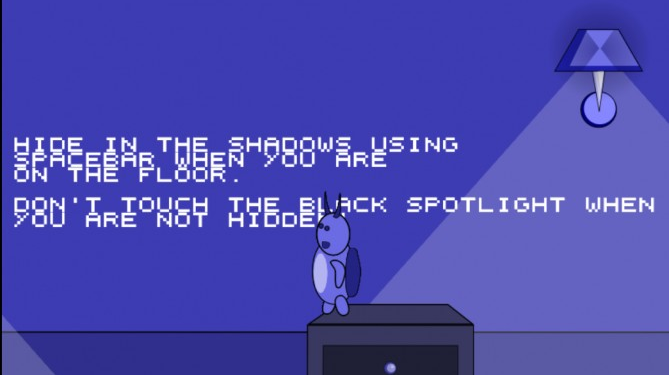 HIDE IN THE SHADOWS USING
SPACEBAR WHEN YOU ARE
ON THE FLOOR.
DON'T TOUCH THE BLACK SPOTLIGHT WHEN
YOU ARE NOT HIDDEN.